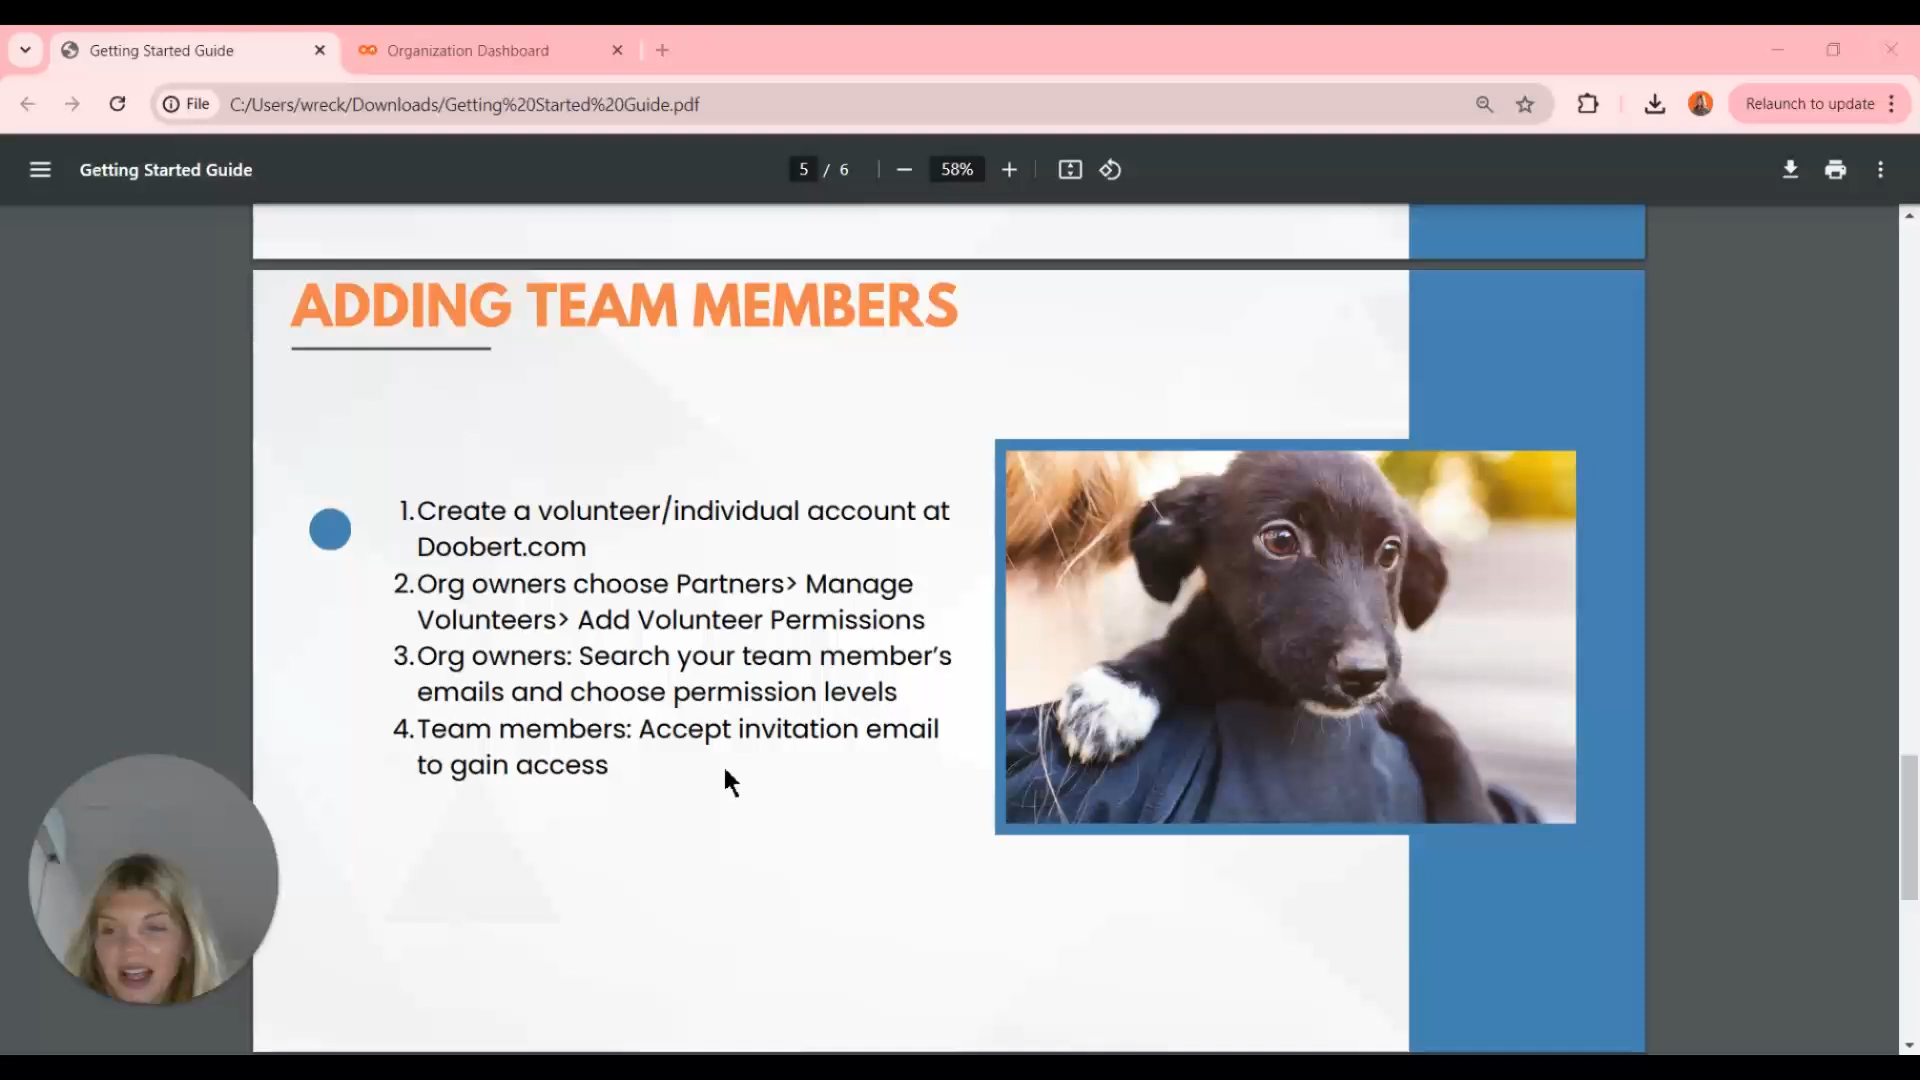 Getting Started Guide
Organization Dashboard
File
C:/Users/wreck/Downloads/Getting%20Started%20Guide.pdf
Relaunch to update
Getting Started Guide
5 / 6
58%
ADDING TEAM MEMBERS
1. Create a volunteer/individual account at
Doobert.com
2. Org owners choose Partners> Manage
Volunteers> Add Volunteer Permissions
3. Org owners: Search your team member's
emails and choose permission levels
4. Team members: Accept invitation email
to gain access